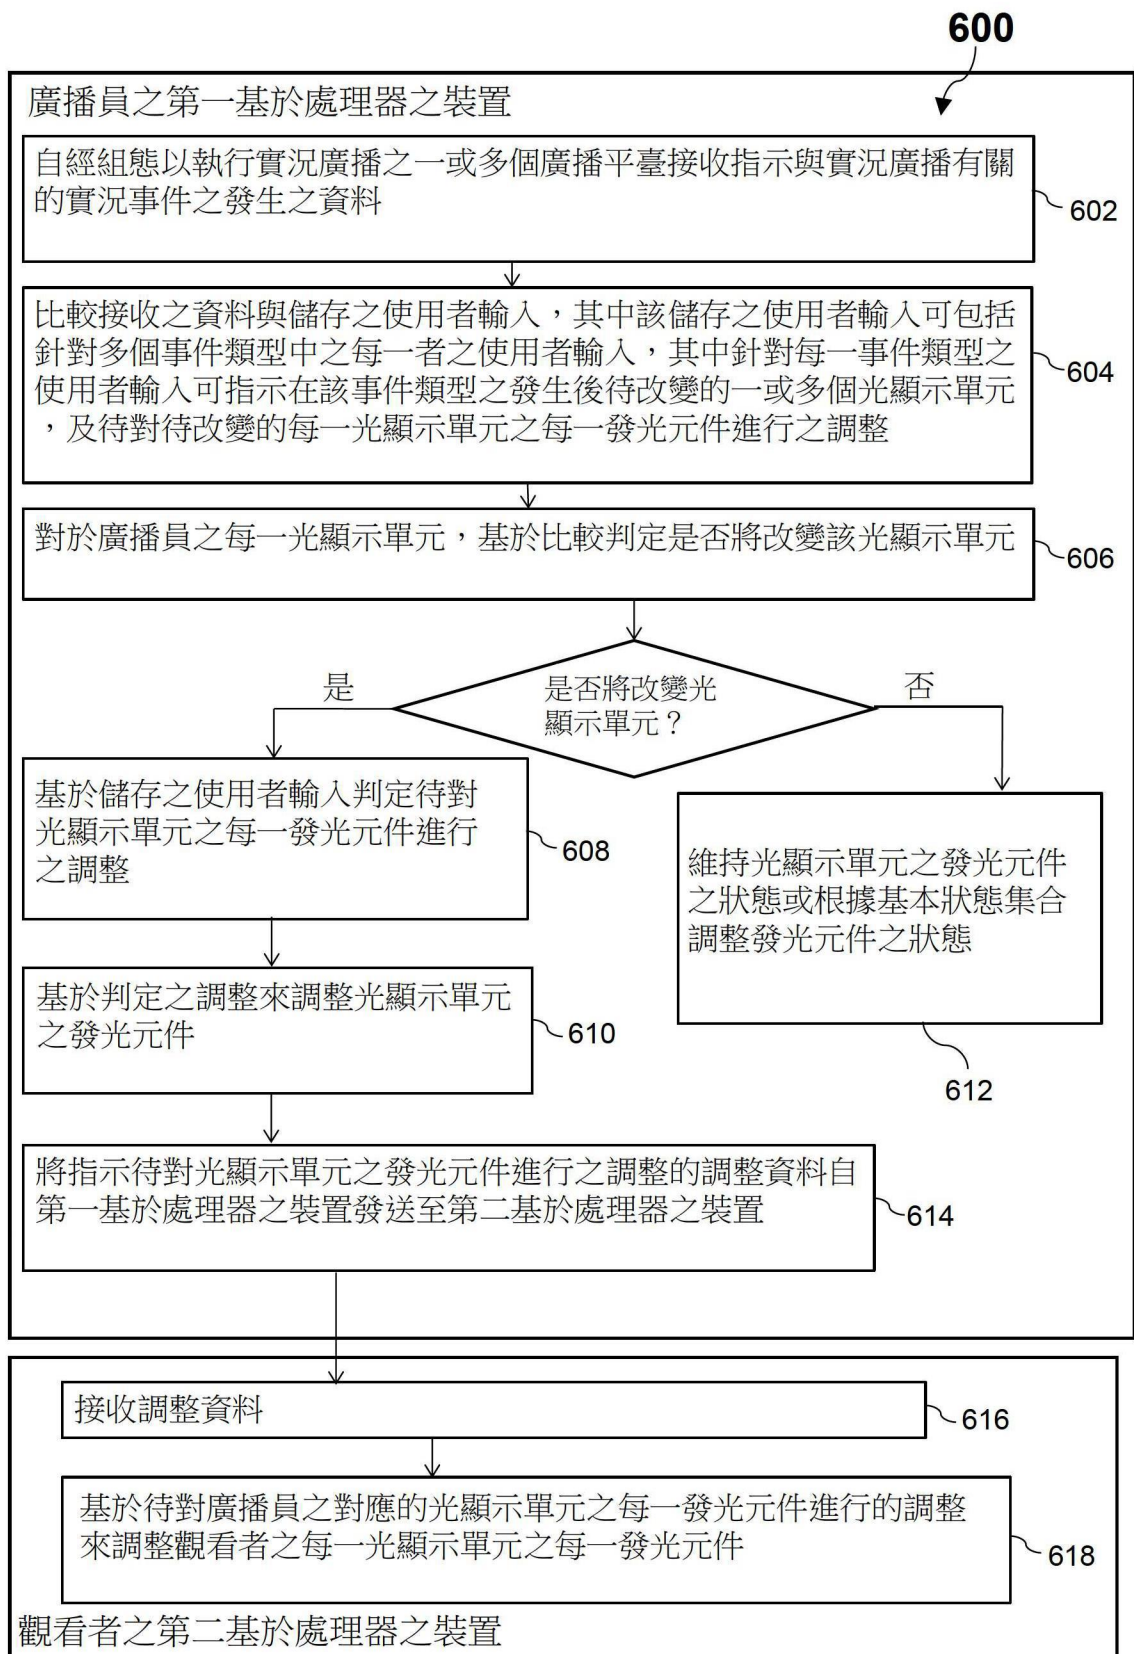 600
廣播員之第一基於處理器之裝置
自經組態以執行實況廣播之一或多個廣播平臺接收指示與實況廣播有關
的實況事件之發生之資料
602
比較接收之資料與儲存之使用者輸入，其中該儲存之使用者輸入可包括
針對多個事件類型中之每一者之使用者輸入，其中針對每一事件類型之
使用者輸入可指示在該事件類型之發生後待改變的一或多個光顯示單元
，及待對待改變的每一光顯示單元之每一發光元件進行之調整
604
對於廣播員之每一光顯示單元，基於比較判定是否將改變該光顯示單元
606
是否將改變光
顯示單元？
是
否
基於儲存之使用者輸入判定待對
光顯示單元之每一發光元件進行
之調整
608
維持光顯示單元之發光元件
之狀態或根據基本狀態集合
調整發光元件之狀態
612
基於判定之調整來調整光顯示單元
之發光元件
610
將指示待對光顯示單元之發光元件進行之調整的調整資料自
第一基於處理器之裝置發送至第二基於處理器之裝置
614
接收調整資料
616
基於待對廣播員之對應的光顯示單元之每一發光元件進行的調整
來調整觀看者之每一光顯示單元之每一發光元件
618
觀看者之第二基於處理器之裝置